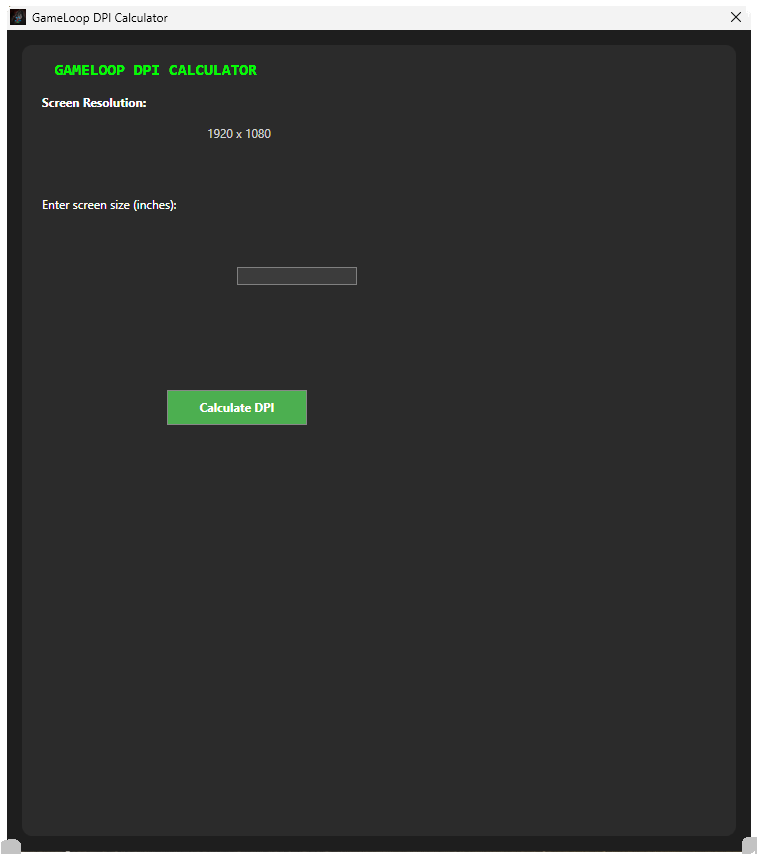 GameLoop DPI Calculator
GAMELOOP DPI CALCULATOR
Screen Resolution:
1920 x 1080
Enter screen size (inches):
Calculate DPI